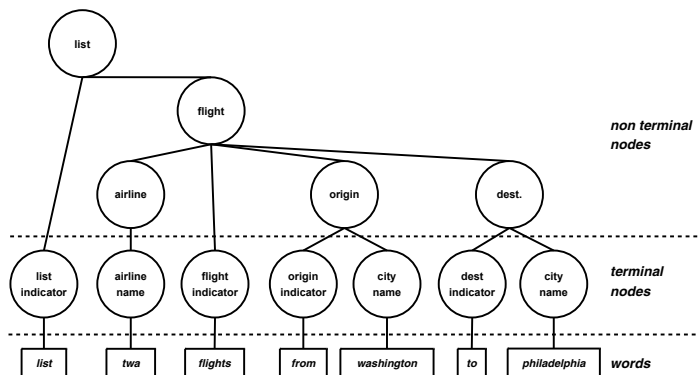 list
flight
non terminal
nodes
airline
origin
dest.
list
indicator
airline
name
flight
indicator
origin
indicator
city
name
dest
indicator
city
name
terminal
nodes
list
twa
flights
from
washington
to
philadelphia
words